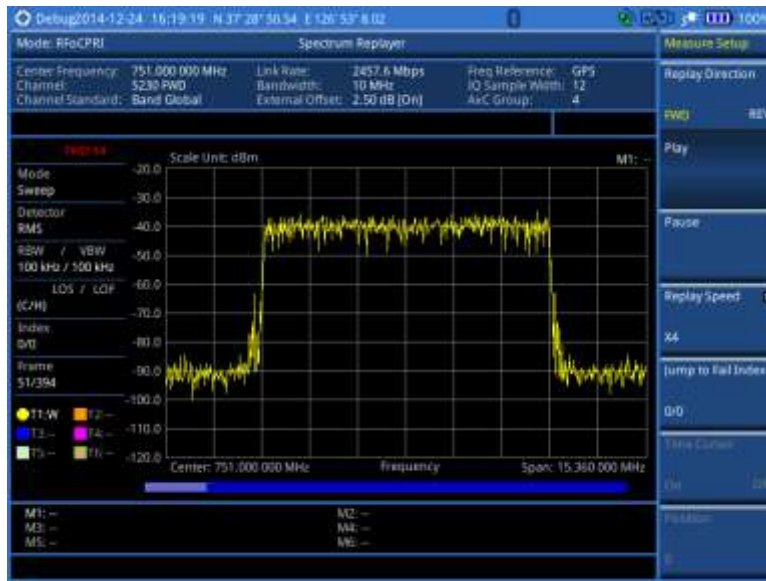 Debug2014-12-24 16:19:19 N 37° 28' 50.54 E 126° 53' 8.02
100%
Mode: RFoCPRI
Spectrum Replayer
Measure Setup
Center Frequency: 751.000 000 MHz
Link Rate: 2457.6 Mbps
Freq Reference: GPS
Channel: 5230 FWD
Bandwidth: 10 MHz
IQ Sample Width: 12
Channel Standard: Band Global
External Offset: 2.50 dB [On]
AxC Group: 4
Replay Direction
FWD
Play
Pause
Replay Speed
X4
Jump to Fail Index
0/0
Time Cursor
On
Position
0
Mode
Sweep
Detector
RMS
RBW / VBW
100 kHz / 100 kHz
LOS / LOF
(C/H)
Index
0/0
Frame
51/394
T1:W T2:--
T3:-- T4:--
T5:-- T6:--
Scale Unit: dBm
M1: --
-20.0
-30.0
-40.0
-50.0
-60.0
-70.0
-80.0
-90.0
-100.0
-110.0
-120.0
Center: 751.000 000 MHz
Frequency
Span: 15.360 000 MHz
M1: --
M2: --
M3: --
M4: --
M5: --
M6: --